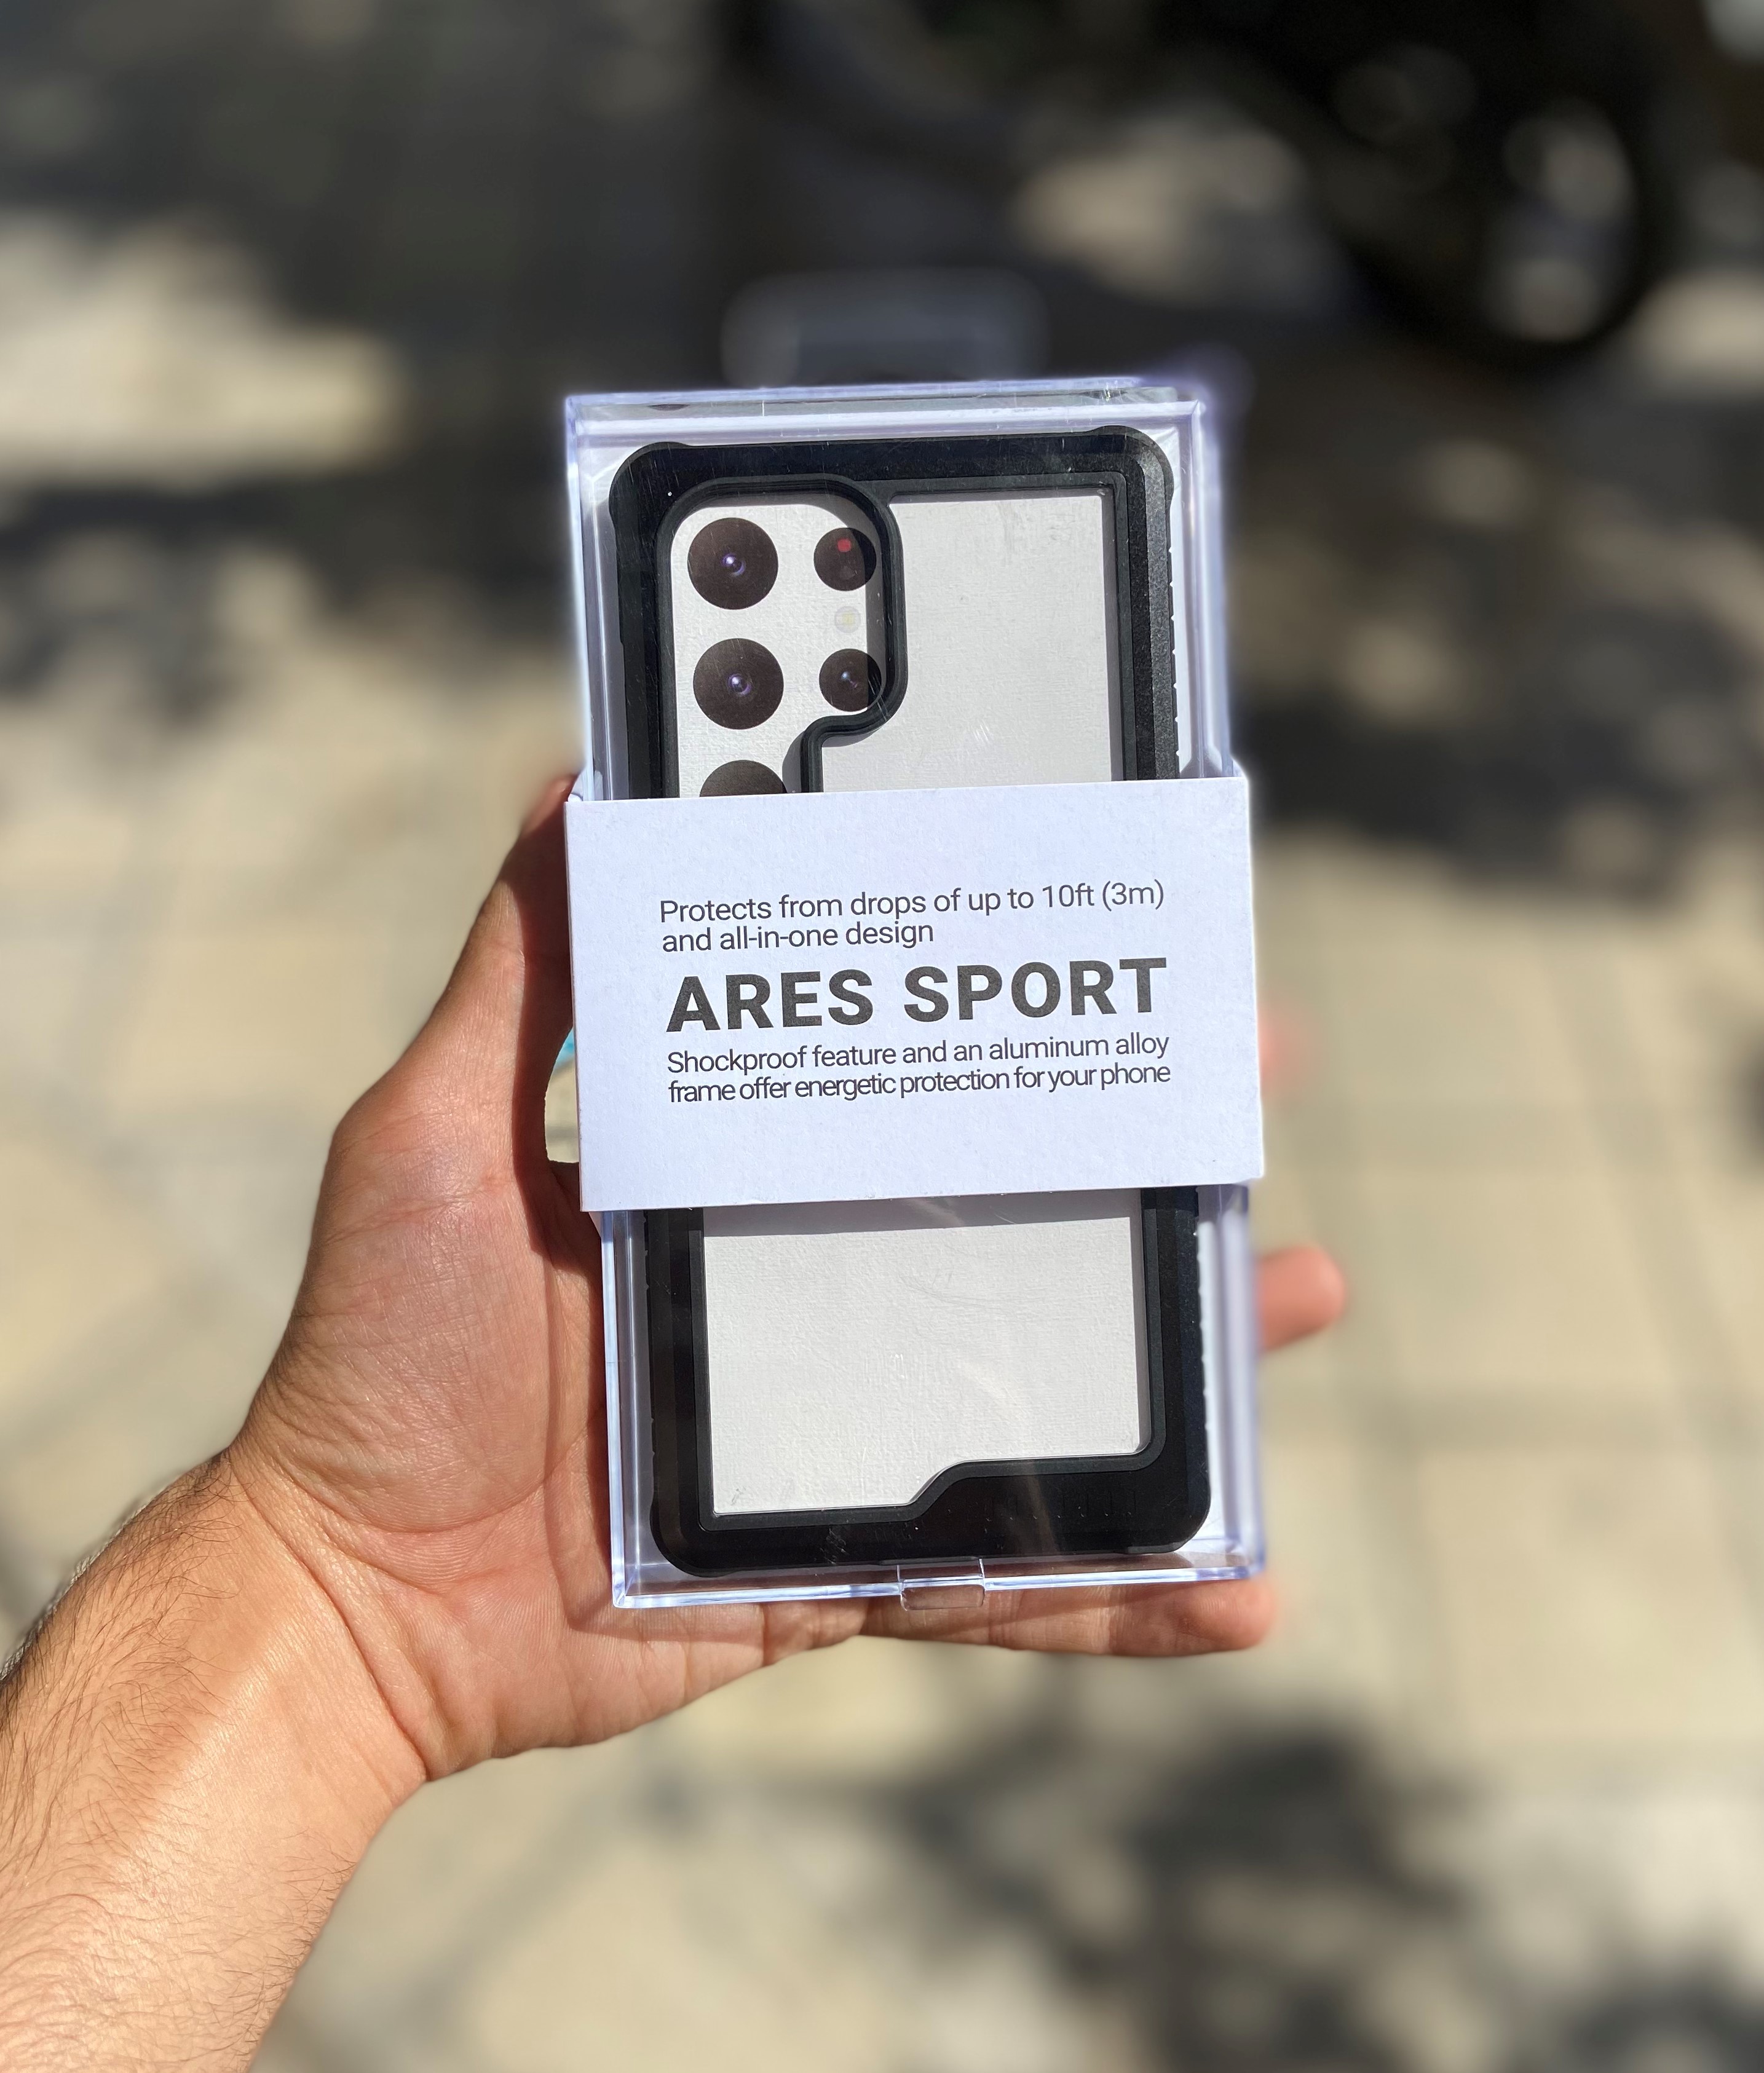 Protects from drops of up to 10ft (3m)
and all-in-one design
ARES SPORT
Shockproof feature and an aluminum alloy
frame offer energetic protection for your phone